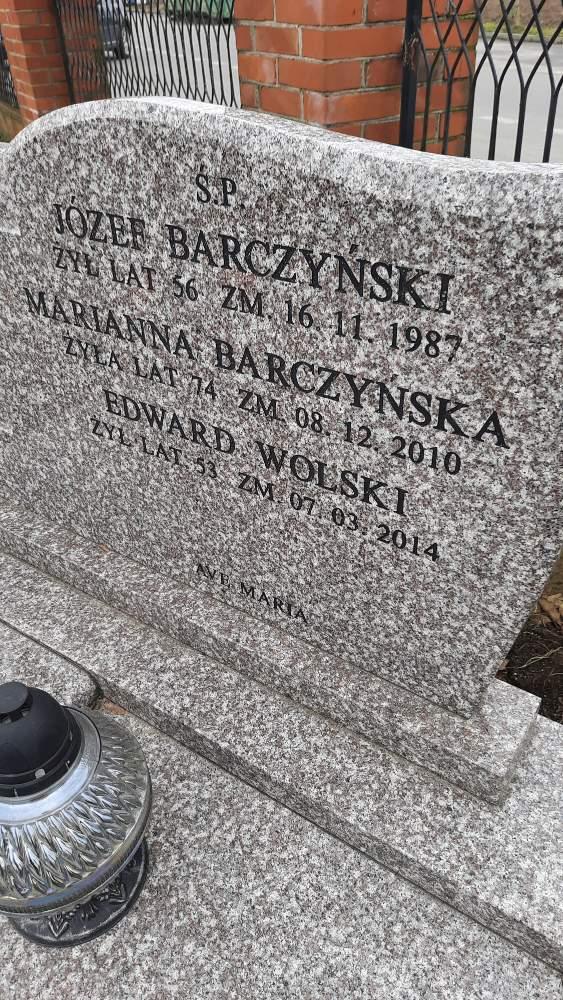 Ś.P.
JÓZEF BARCZYŃSKI
ŻYŁ LAT 56 ZM. 16. 11. 1987
MARIANNA BARCZYŃSKA
ŻYŁA LAT 74 ZM. 08. 12. 2010
EDWARD WOLSKI
ŻYŁ LAT 53 ZM. 07. 03. 2014
AVE MARIA